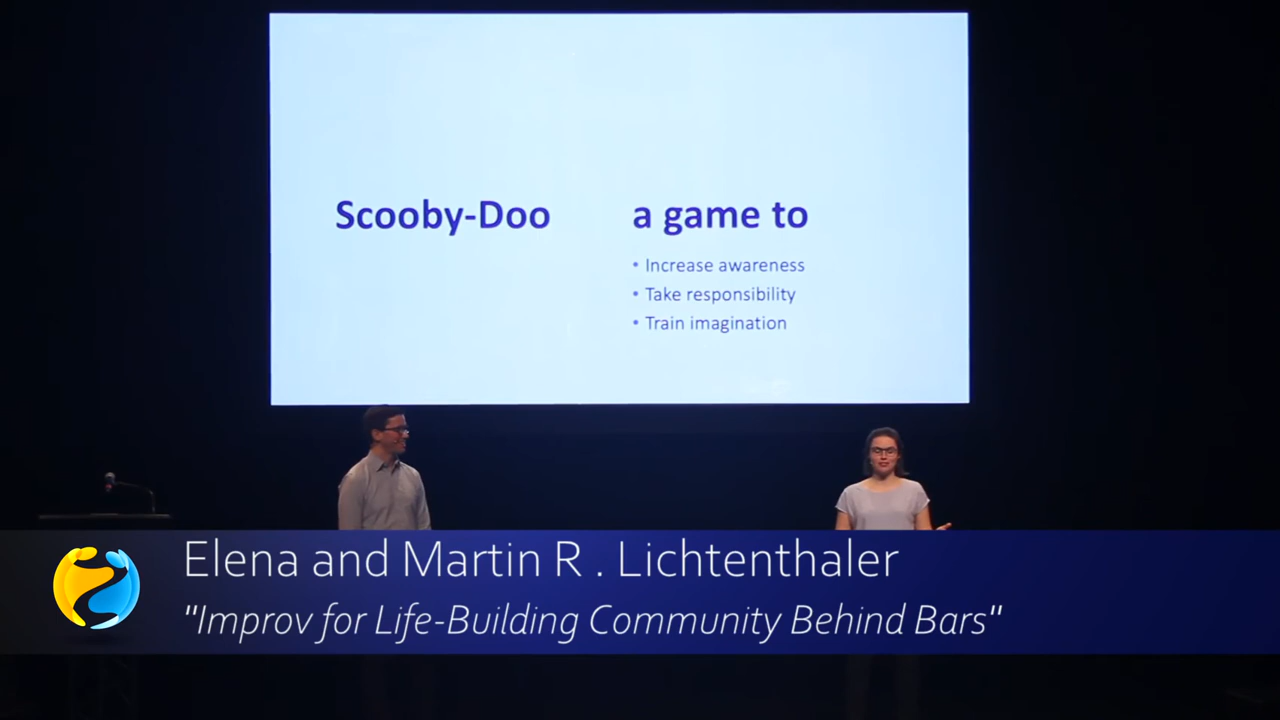 Scooby-Doo
a game to
• Increase awareness
• Take responsibility
• Train imagination
Elena and Martin R . Lichtenthaler
"Improv for Life-Building Community Behind Bars"